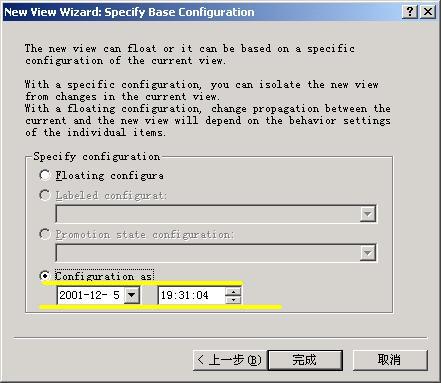 New View Wizard: Specify Base Configuration
The new view can float or it can be based on a specific
configuration of the current view.
With a specific configuration, you can isolate the new view
from changes in the current view.
With a floating configuration, change propagation between the
current and the new view will depend on the behavior settings
of the individual items.
Specify configuration
Floating configura
Labeled configurat:
Promotion state configuration:
Configuration as
2001-12- 5 19:31:04
< 上一步(B) 完成 取消